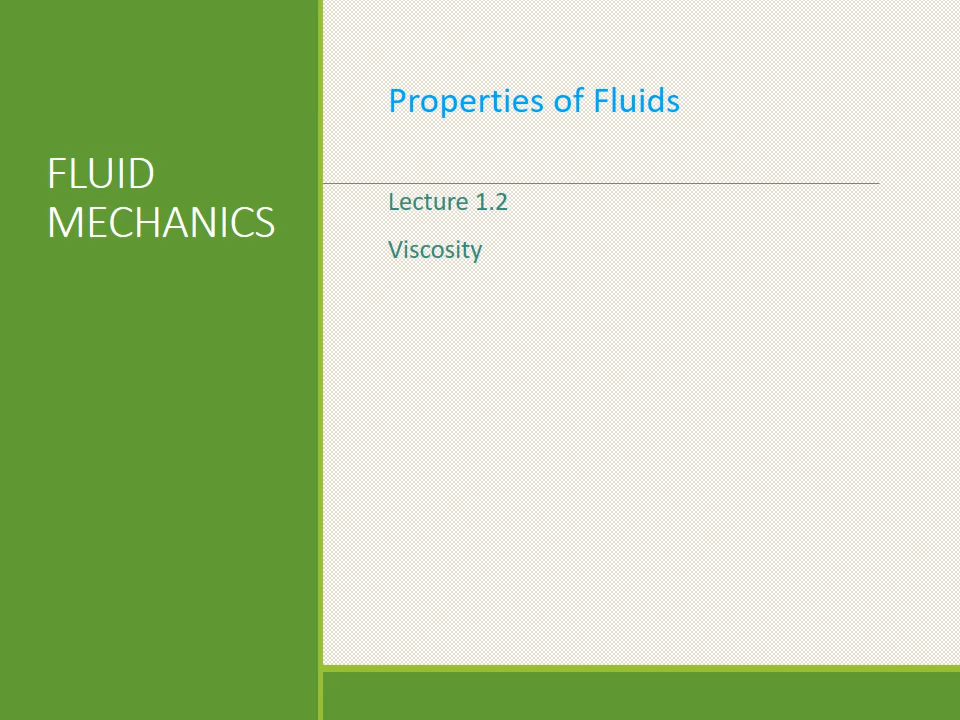 FLUID
MECHANICS
Properties of Fluids
Lecture 1.2
Viscosity